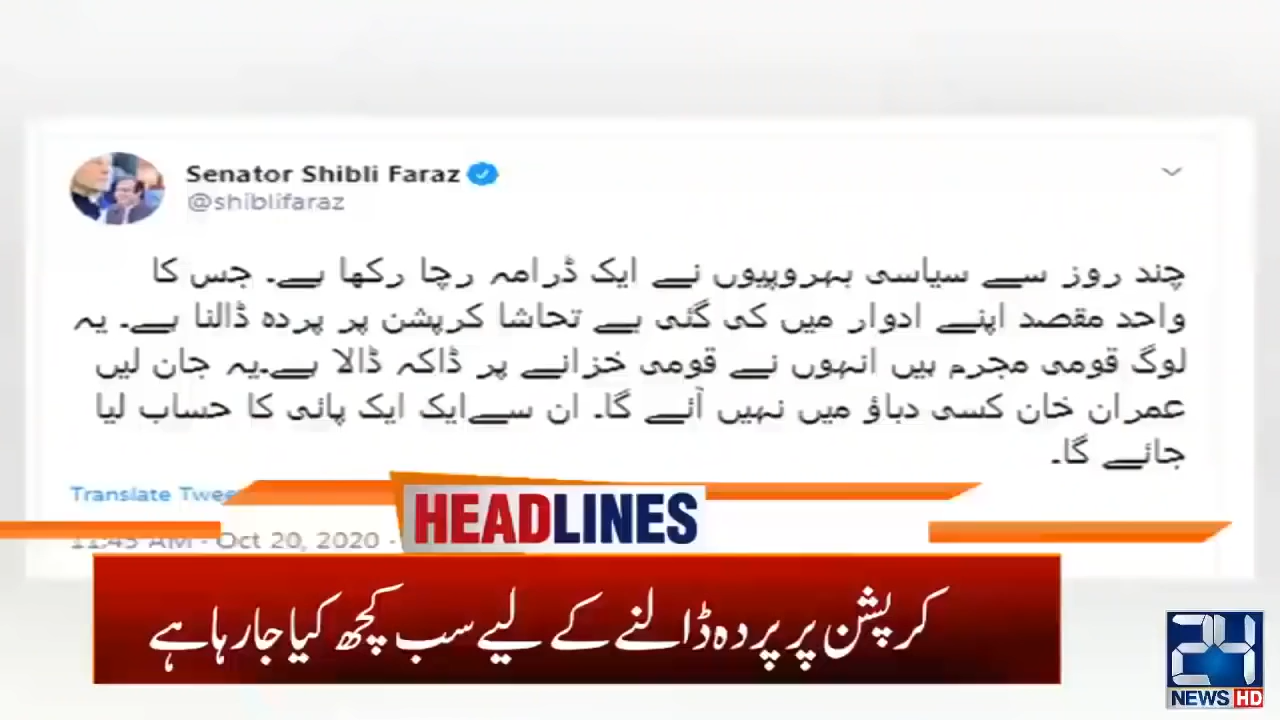 Senator Shibli Faraz
@shiblifaraz
چند روز سے سیاسی بہروپیوں نے ایک ڈرامہ رچا رکھا ہے۔ جس کا
واحد مقصد اپنے ادوار میں کی گئی بے تحاشا کرپشن پر پردہ ڈالنا ہے۔ یہ
لوگ قومی مجرم ہیں انہوں نے قومی خزانے پر ڈاکہ ڈالا ہے۔یہ جان لیں
عمران خان کسی دباؤ میں نہیں آئے گا۔ ان سےایک ایک پائی کا حساب لیا
جائے گا۔
Translate Twee
11:45 AM - Oct 20, 2020 -
HEADLINES
کرپشن پر پردہ ڈالنے کے لیے سب کچھ کیا جا رہا ہے
24
NEWS HD